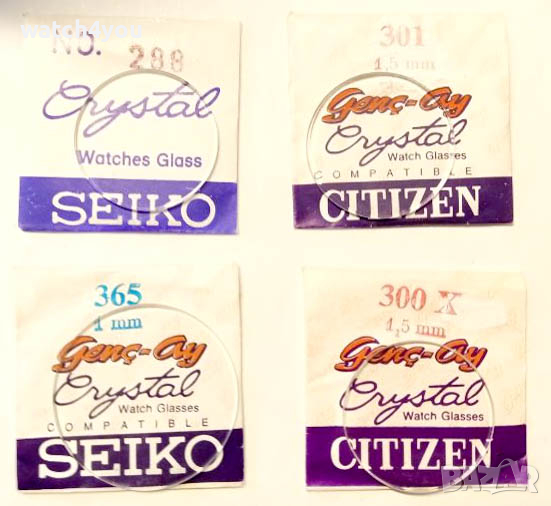 watch4you
NO. 288
Crystal
Watches Glass
SEIKO
301
1,5 mm
Genç-Ay
Crystal
Watch Glasses
COMPATIBLE
CITIZEN
365
1 mm
Genç-Ay
Crystal
Watch Glasses
COMPATIBLE
SEIKO
300 X
1,5 mm
Genç-Ay
Crystal
Watch Glasses
CITIZEN
BAZAR